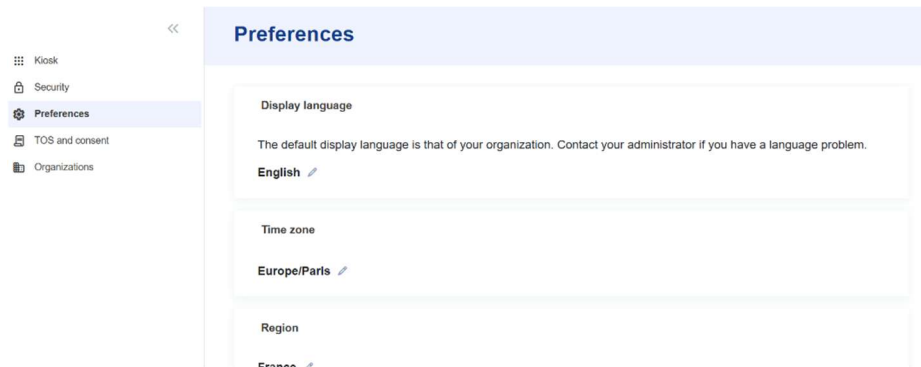 Preferences
Kiosk
Security
Preferences
TOS and consent
Organizations
Display language
The default display language is that of your organization. Contact your administrator if you have a language problem.
English
Time zone
Europe/Paris
Region
France